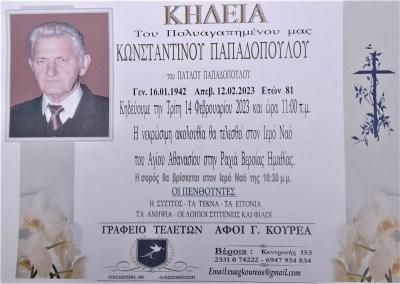 ΚΗΔΕΙΑ
Του Πολυαγαπημένου μας
ΚΩΝΣΤΑΝΤΙΝΟΥ ΠΑΠΑΔΟΠΟΥΛΟΥ
του ΠΑΥΛΟΥ ΠΑΠΑΔΟΠΟΥΛΟΥ
Γεν. 16.01.1942 Απεβ. 12.02.2023 Ετών 81
Κηδεύουμε την Τρίτη 14 Φεβρουαρίου 2023 και ώρα 11:00 π.μ.
Η νεκρώσιμη ακολουθία θα τελεσθεί στον Ιερό Ναό
του Αγίου Αθανασίου στην Ραχιά Βεροίας Ημαθίας.
Η σορός θα βρίσκεται στον Ιερό Ναό της 10:30 μ.μ.
ΟΙ ΠΕΝΘΟΥΝΤΕΣ
Η ΣΥΖΥΓΟΣ - ΤΑ ΤΕΚΝΑ - ΤΑ ΕΓΓΟΝΙΑ
ΤΑ ΑΝΗΨΙΑ - ΟΙ ΛΟΙΠΟΙ ΣΥΓΓΕΝΕΙΣ ΚΑΙ ΦΙΛΟΙ
ΓΡΑΦΕΙΟ ΤΕΛΕΤΩΝ ΑΦΟΙ Γ. ΚΟΥΡΕΑ
Βέροια: Κεντρικής 153
2331 0 74222 - 6947 934 834
Email:euagkoureas@gmail.com